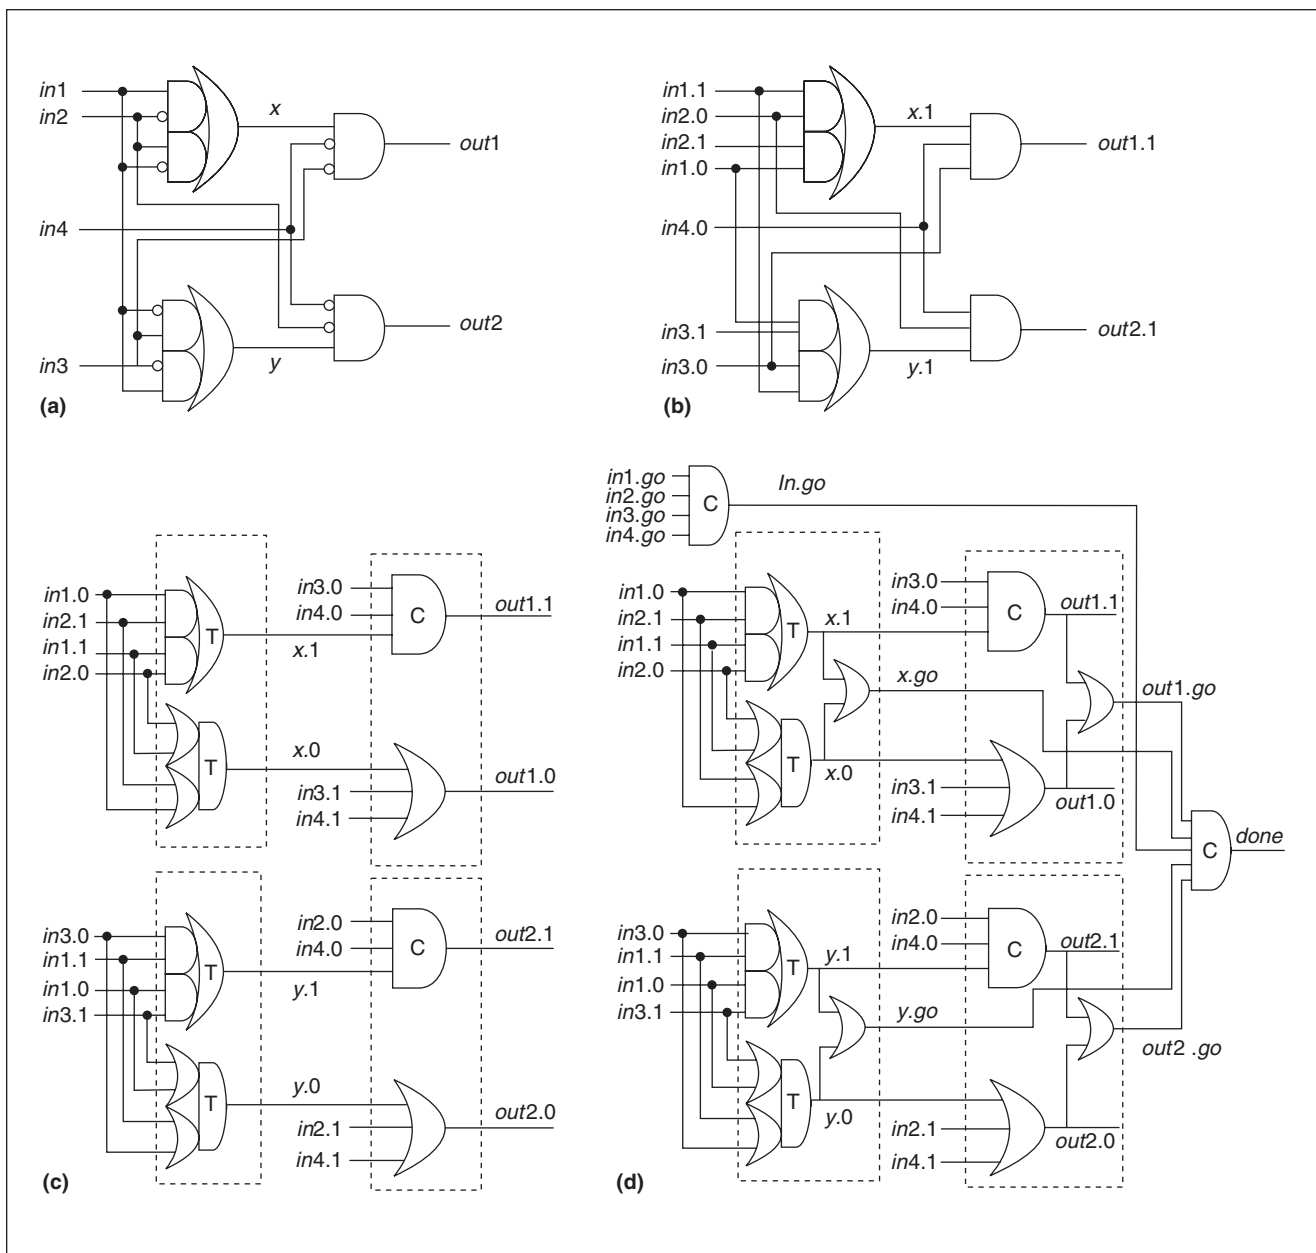 in1
in2
x
out1
in4
out2
in3
y
(a)
in1.1
in2.0
in2.1
in1.0
x.1
out1.1
in4.0
in3.1
in3.0
out2.1
y.1
(b)
in1.0
in2.1
in1.1
in2.0
T
x.1
in3.0
in4.0
C
out1.1
T
x.0
in3.1
in4.1
out1.0
in3.0
in1.1
in1.0
in3.1
T
y.1
in2.0
in4.0
C
out2.1
T
y.0
in2.1
in4.1
out2.0
(c)
in1.go
in2.go
in3.go
in4.go
C
In.go
in1.0
in2.1
in1.1
in2.0
T
x.1
in3.0
in4.0
C
out1.1
x.go
out1.go
T
x.0
in3.1
in4.1
out1.0
C
done
in3.0
in1.1
in1.0
in3.1
T
y.1
in2.0
in4.0
C
out2.1
y.go
out2 .go
T
y.0
in2.1
in4.1
out2.0
(d)